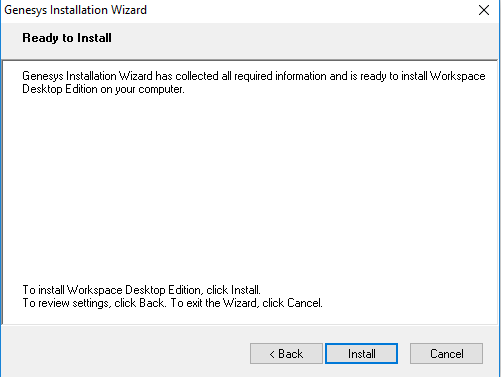 Genesys Installation Wizard
Ready to Install
Genesys Installation Wizard has collected all required information and is ready to install Workspace
Desktop Edition on your computer.
To install Workspace Desktop Edition, click Install.
To review settings, click Back. To exit the Wizard, click Cancel.
< Back Install Cancel